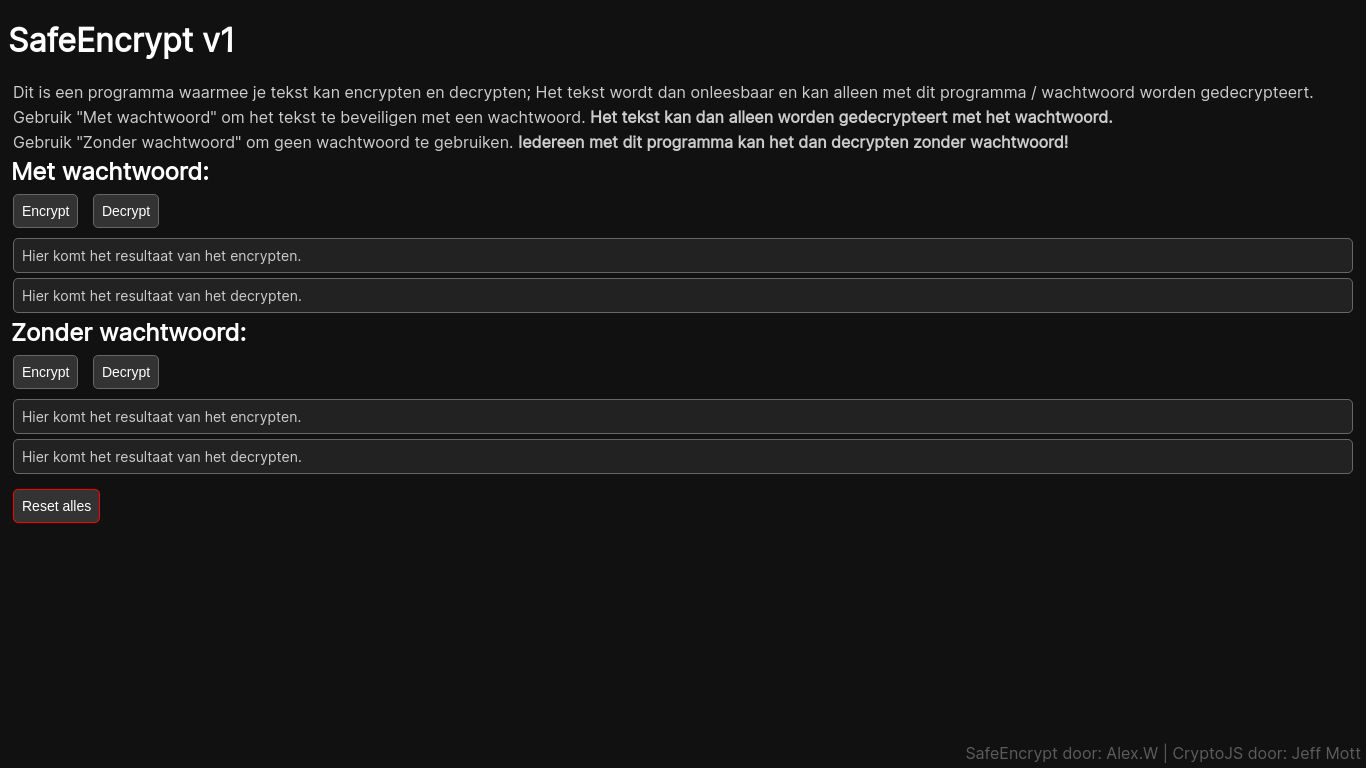 SafeEncrypt v1
Dit is een programma waarmee je tekst kan encrypten en decrypten; Het tekst wordt dan onleesbaar en kan alleen met dit programma / wachtwoord worden gedecrypteert.
Gebruik "Met wachtwoord" om het tekst te beveiligen met een wachtwoord. Het tekst kan dan alleen worden gedecrypteert met het wachtwoord.
Gebruik "Zonder wachtwoord" om geen wachtwoord te gebruiken. Iedereen met dit programma kan het dan decrypten zonder wachtwoord!
Met wachtwoord:
Encrypt Decrypt
Hier komt het resultaat van het encrypten.
Hier komt het resultaat van het decrypten.
Zonder wachtwoord:
Encrypt Decrypt
Hier komt het resultaat van het encrypten.
Hier komt het resultaat van het decrypten.
Reset alles
SafeEncrypt door: Alex.W | CryptoJS door: Jeff Mott